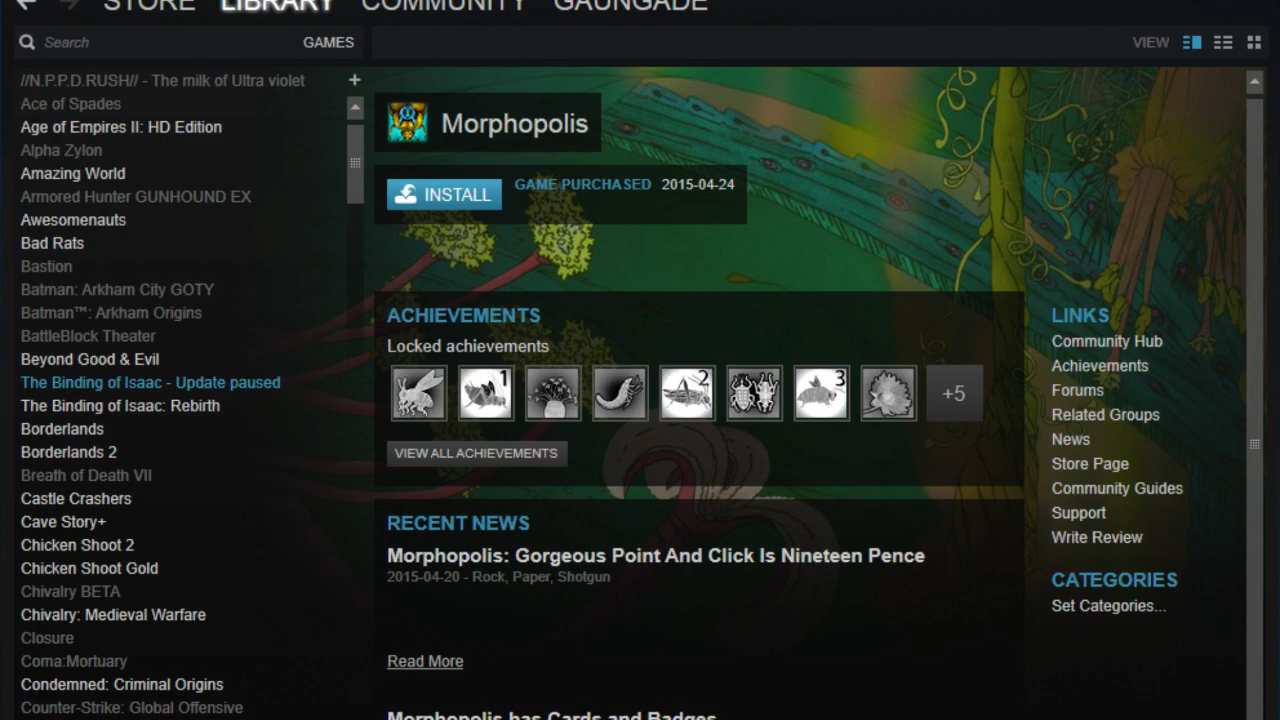 STORE LIBRARY COMMUNITY GAUNGADE
Search GAMES VIEW
//N.P.P.D.RUSH// - The milk of Ultra violet +
Ace of Spades
Age of Empires II: HD Edition
Alpha Zylon
Amazing World
Armored Hunter GUNHOUND EX
Awesomenauts
Bad Rats
Bastion
Batman: Arkham City GOTY
Batman™: Arkham Origins
BattleBlock Theater
Beyond Good & Evil
The Binding of Isaac - Update paused
The Binding of Isaac: Rebirth
Borderlands
Borderlands 2
Breath of Death VII
Castle Crashers
Cave Story+
Chicken Shoot 2
Chicken Shoot Gold
Chivalry BETA
Chivalry: Medieval Warfare
Closure
Coma:Mortuary
Condemned: Criminal Origins
Counter-Strike: Global Offensive
Morphopolis
INSTALL GAME PURCHASED 2015-04-24
ACHIEVEMENTS
Locked achievements
1 2 3 +5
VIEW ALL ACHIEVEMENTS
RECENT NEWS
Morphopolis: Gorgeous Point And Click Is Nineteen Pence
2015-04-20 - Rock, Paper, Shotgun
Read More
Morphopolis has Cards and Badges
LINKS
Community Hub
Achievements
Forums
Related Groups
News
Store Page
Community Guides
Support
Write Review
CATEGORIES
Set Categories...